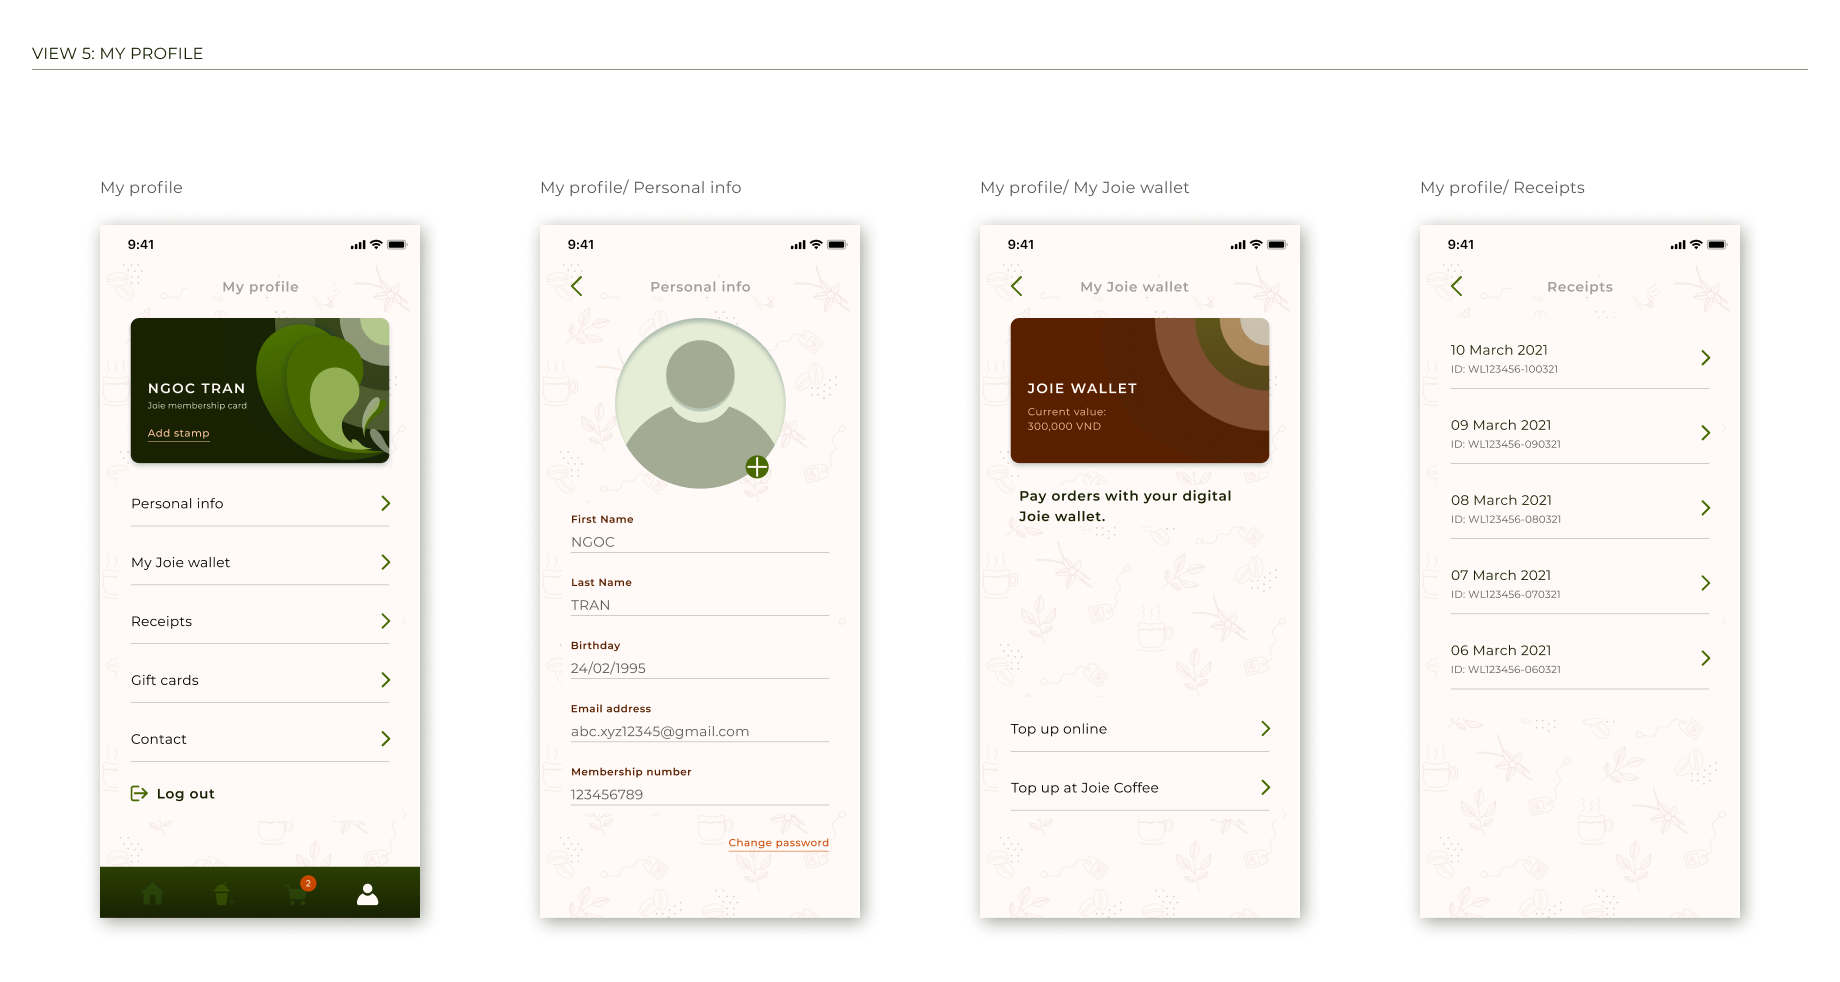 VIEW 5: MY PROFILE
My profile
9:41
My profile
NGOC TRAN
Joie membership card
Add stamp
Personal info
My Joie wallet
Receipts
Gift cards
Contact
Log out
2
My profile/ Personal info
9:41
Personal info
First Name
NGOC
Last Name
TRAN
Birthday
24/02/1995
Email address
abc.xyz12345@gmail.com
Membership number
123456789
Change password
My profile/ My Joie wallet
9:41
My Joie wallet
JOIE WALLET
Current value:
300,000 VND
Pay orders with your digital
Joie wallet.
Top up online
Top up at Joie Coffee
My profile/ Receipts
9:41
Receipts
10 March 2021
ID: WL123456-100321
09 March 2021
ID: WL123456-090321
08 March 2021
ID: WL123456-080321
07 March 2021
ID: WL123456-070321
06 March 2021
ID: WL123456-060321